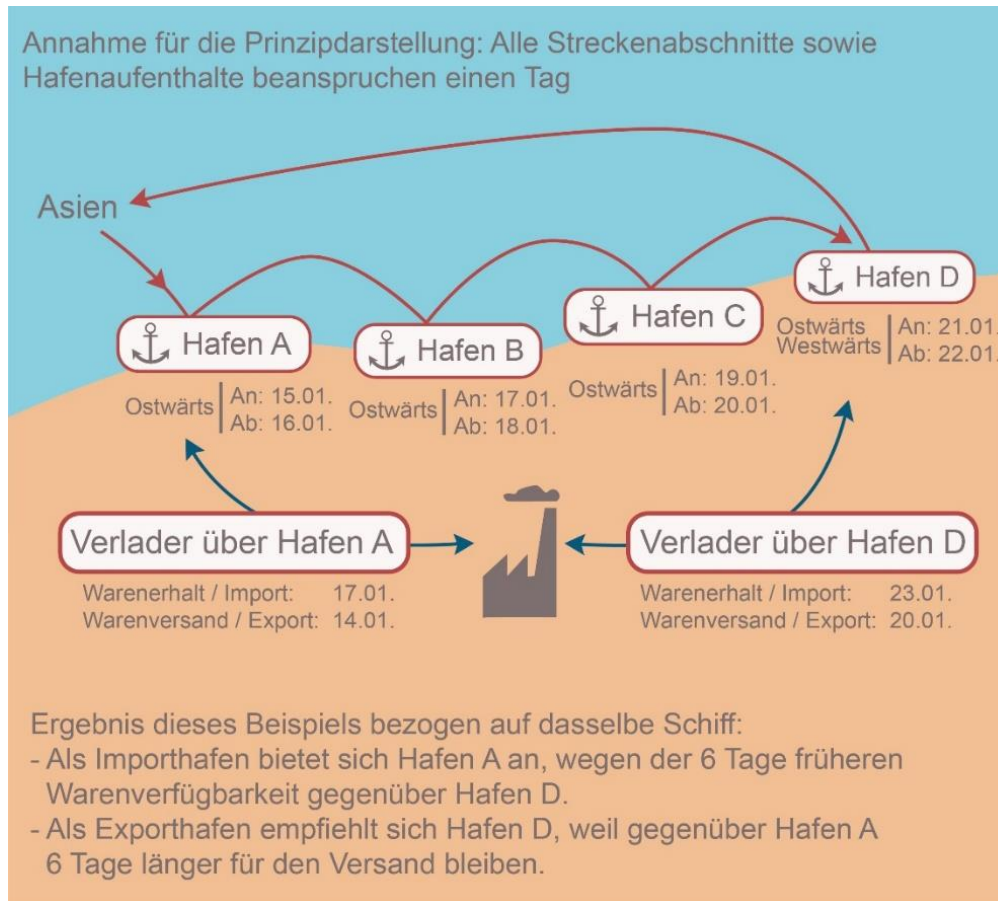 Annahme für die Prinzipdarstellung: Alle Streckenabschnitte sowie
Hafenaufenthalte beanspruchen einen Tag
Asien
Hafen A
Ostwärts
An: 15.01.
Ab: 16.01.
Hafen B
Ostwärts
An: 17.01.
Ab: 18.01.
Hafen C
Ostwärts
An: 19.01.
Ab: 20.01.
Hafen D
Ostwärts
Westwärts
An: 21.01.
Ab: 22.01.
Verlader über Hafen A
Warenerhalt / Import: 17.01.
Warenversand / Export: 14.01.
Verlader über Hafen D
Warenerhalt / Import: 23.01.
Warenversand / Export: 20.01.
Ergebnis dieses Beispiels bezogen auf dasselbe Schiff:
- Als Importhafen bietet sich Hafen A an, wegen der 6 Tage früheren
Warenverfügbarkeit gegenüber Hafen D.
- Als Exporthafen empfiehlt sich Hafen D, weil gegenüber Hafen A
6 Tage länger für den Versand bleiben.